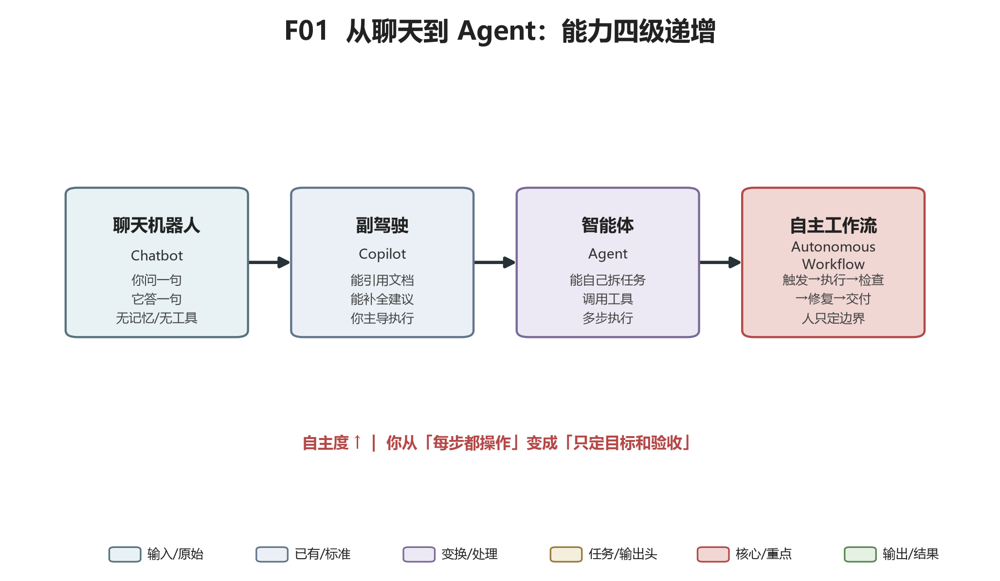 F01 从聊天到 Agent：能力四级递增
聊天机器人
Chatbot
你问一句
它答一句
无记忆/无工具
副驾驶
Copilot
能引用文档
能补全建议
你主导执行
智能体
Agent
能自己拆任务
调用工具
多步执行
自主工作流
Autonomous
Workflow
触发→执行→检查
→修复→交付
人只定边界
自主度↑ | 你从「每步都操作」变成「只定目标和验收」
输入/原始
已有/标准
变换/处理
任务/输出头
核心/重点
输出/结果